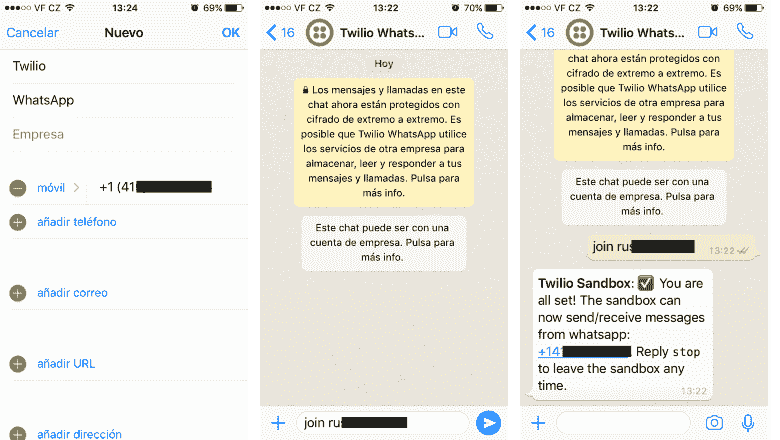 ●●●○○ VF CZ 13:24 69%
Cancelar Nuevo OK
Twilio
WhatsApp
Empresa
móvil +1 (41
añadir teléfono
añadir correo
añadir URL
añadir dirección
●●●○○ VF CZ 13:22 70%
16 Twilio Whats...
Hoy
Los mensajes y llamadas en este
chat ahora están protegidos con
cifrado de extremo a extremo. Es
posible que Twilio WhatsApp utilice
los servicios de otra empresa para
almacenar, leer y responder a tus
mensajes y llamadas. Pulsa para
más info.
Este chat puede ser con una
cuenta de empresa. Pulsa para
más info.
join rus
●●●○○ VF CZ 13:22 69%
16 Twilio Whats...
chat ahora están protegidos con
cifrado de extremo a extremo. Es
posible que Twilio WhatsApp utilice
los servicios de otra empresa para
almacenar, leer y responder a tus
mensajes y llamadas. Pulsa para
más info.
Este chat puede ser con una
cuenta de empresa. Pulsa para
más info.
join rus 13:22
Twilio Sandbox: ☑ You are
all set! The sandbox can
now send/receive messages
from whatsapp:
+14 Reply stop
to leave the sandbox any
time.
13:22